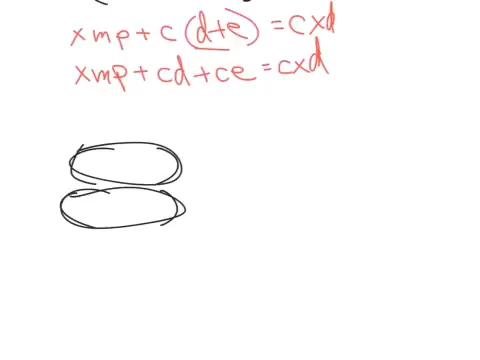 xmp + c (d+e) = cxd
xmp + cd + ce = cxd